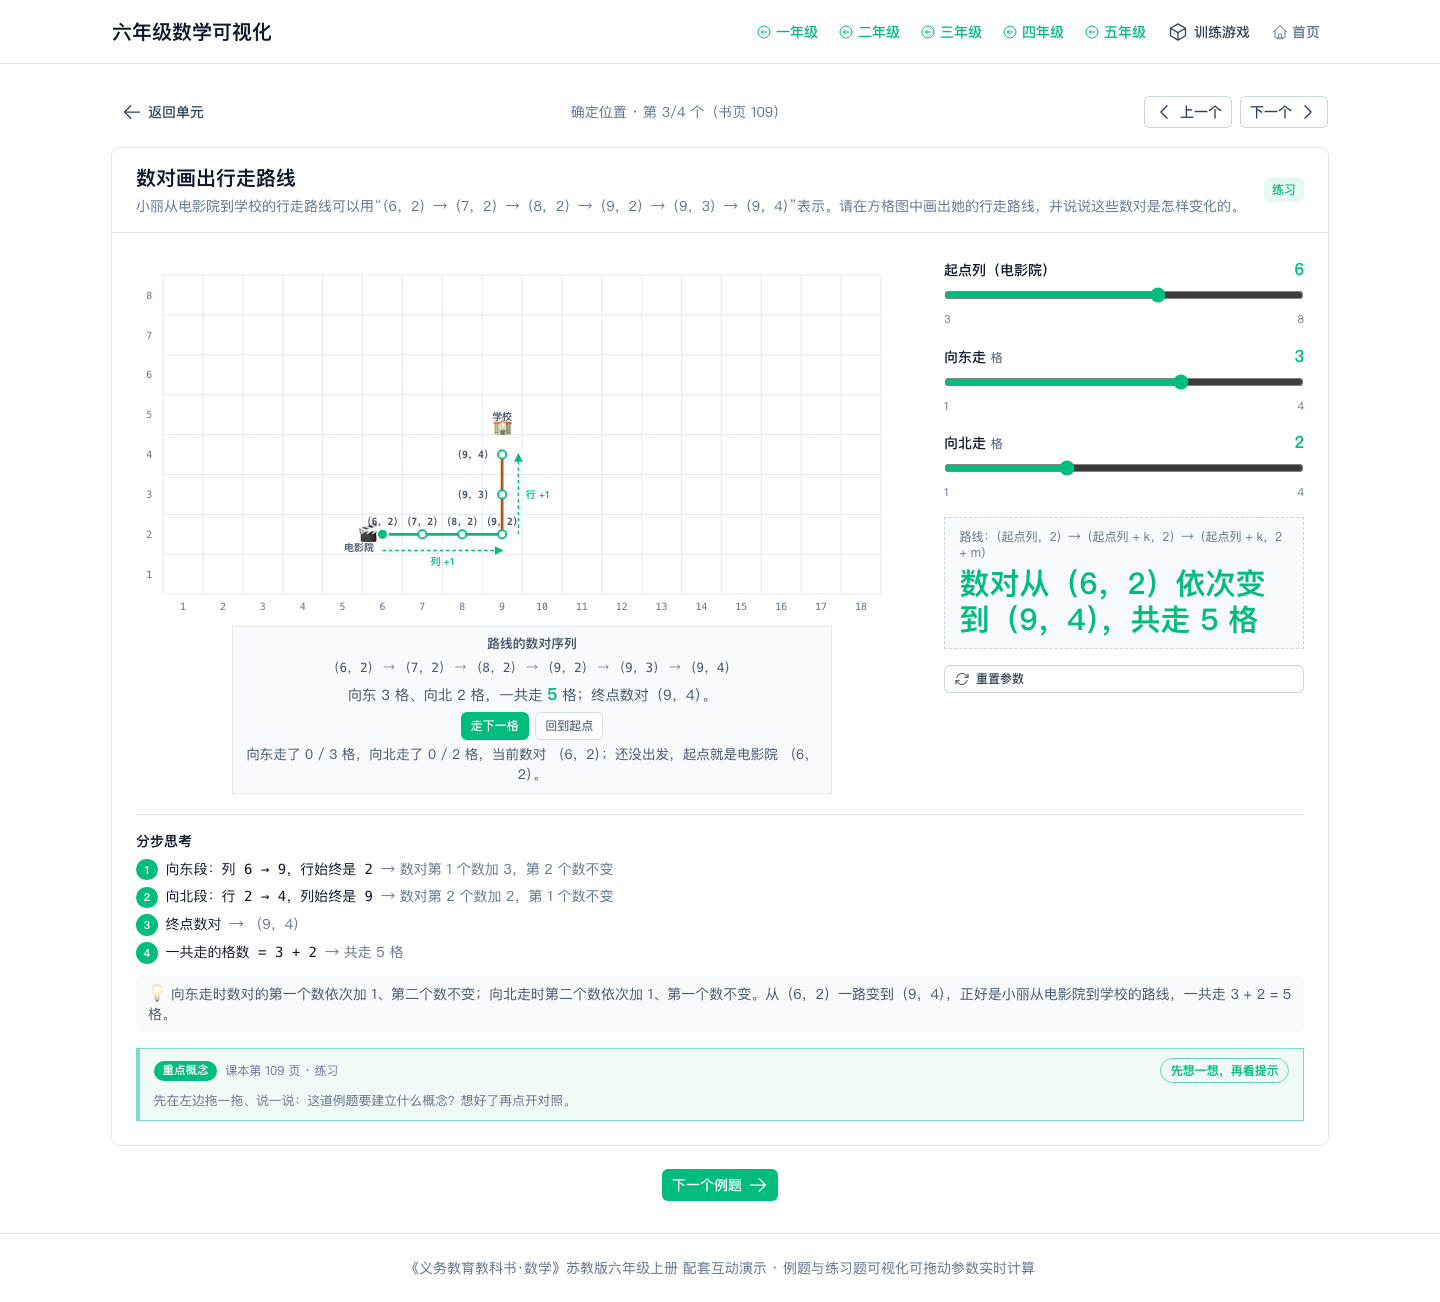 六年级数学可视化
一年级 二年级 三年级 四年级 五年级 训练游戏 首页
返回单元
确定位置 · 第 3/4 个（书页 109）
上一个 下一个
数对画出行走路线
小丽从电影院到学校的行走路线可以用“（6，2）→（7，2）→（8，2）→（9，2）→（9，3）→（9，4）”表示。请在方格图中画出她的行走路线，并说说这些数对是怎样变化的。
练习
8
7
6
5
4
3
2
1
学校
(9, 4)
(9, 3)
行 +1
(6, 2) (7, 2) (8, 2) (9, 2)
电影院
列 +1
1 2 3 4 5 6 7 8 9 10 11 12 13 14 15 16 17 18
路线的数对序列
（6，2）→（7，2）→（8，2）→（9，2）→（9，3）→（9，4）
向东 3 格、向北 2 格，一共走 5 格；终点数对（9，4）。
走下一格 回到起点
向东走了 0 / 3 格，向北走了 0 / 2 格，当前数对 （6，2）；还没出发，起点就是电影院 （6，
2）。
起点列（电影院） 6
3 8
向东走 格 3
1 4
向北走 格 2
1 4
路线：（起点列，2）→（起点列 + k，2）→（起点列 + k，2
+ m）
数对从（6，2）依次变
到（9，4），共走 5 格
重置参数
分步思考
1 向东段：列 6 → 9，行始终是 2 → 数对第 1 个数加 3，第 2 个数不变
2 向北段：行 2 → 4，列始终是 9 → 数对第 2 个数加 2，第 1 个数不变
3 终点数对 → （9，4）
4 一共走的格数 = 3 + 2 → 共走 5 格
💡 向东走时数对的第一个数依次加 1、第二个数不变；向北走时第二个数依次加 1、第一个数不变。从（6，2）一路变到（9，4），正好是小丽从电影院到学校的路线，一共走 3 + 2 = 5
格。
重点概念 课本第 109 页 · 练习
先想一想，再看提示
先在左边拖一拖、说一说：这道例题要建立什么概念？想好了再点开对照。
下一个例题
《义务教育教科书·数学》苏教版六年级上册 配套互动演示 · 例题与练习题可视化可拖动参数实时计算